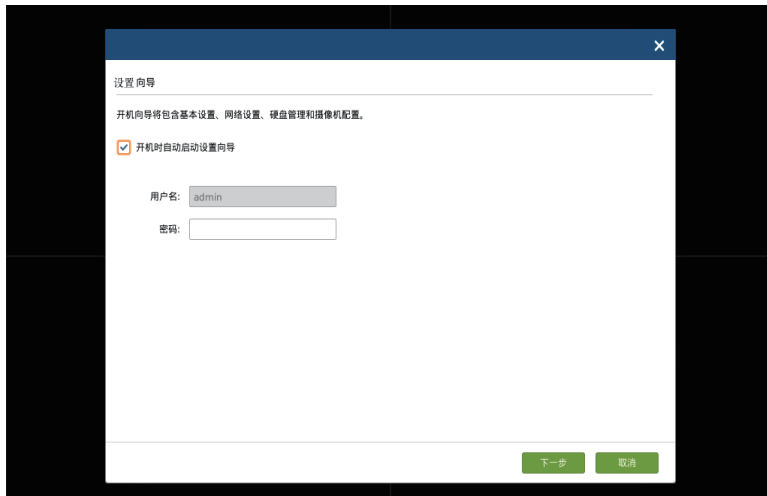 设置向导
开机向导将包含基本设置、网络设置、硬盘管理和摄像机配置。
开机时自动启动设置向导
用户名: admin
密码:
下一步 取消